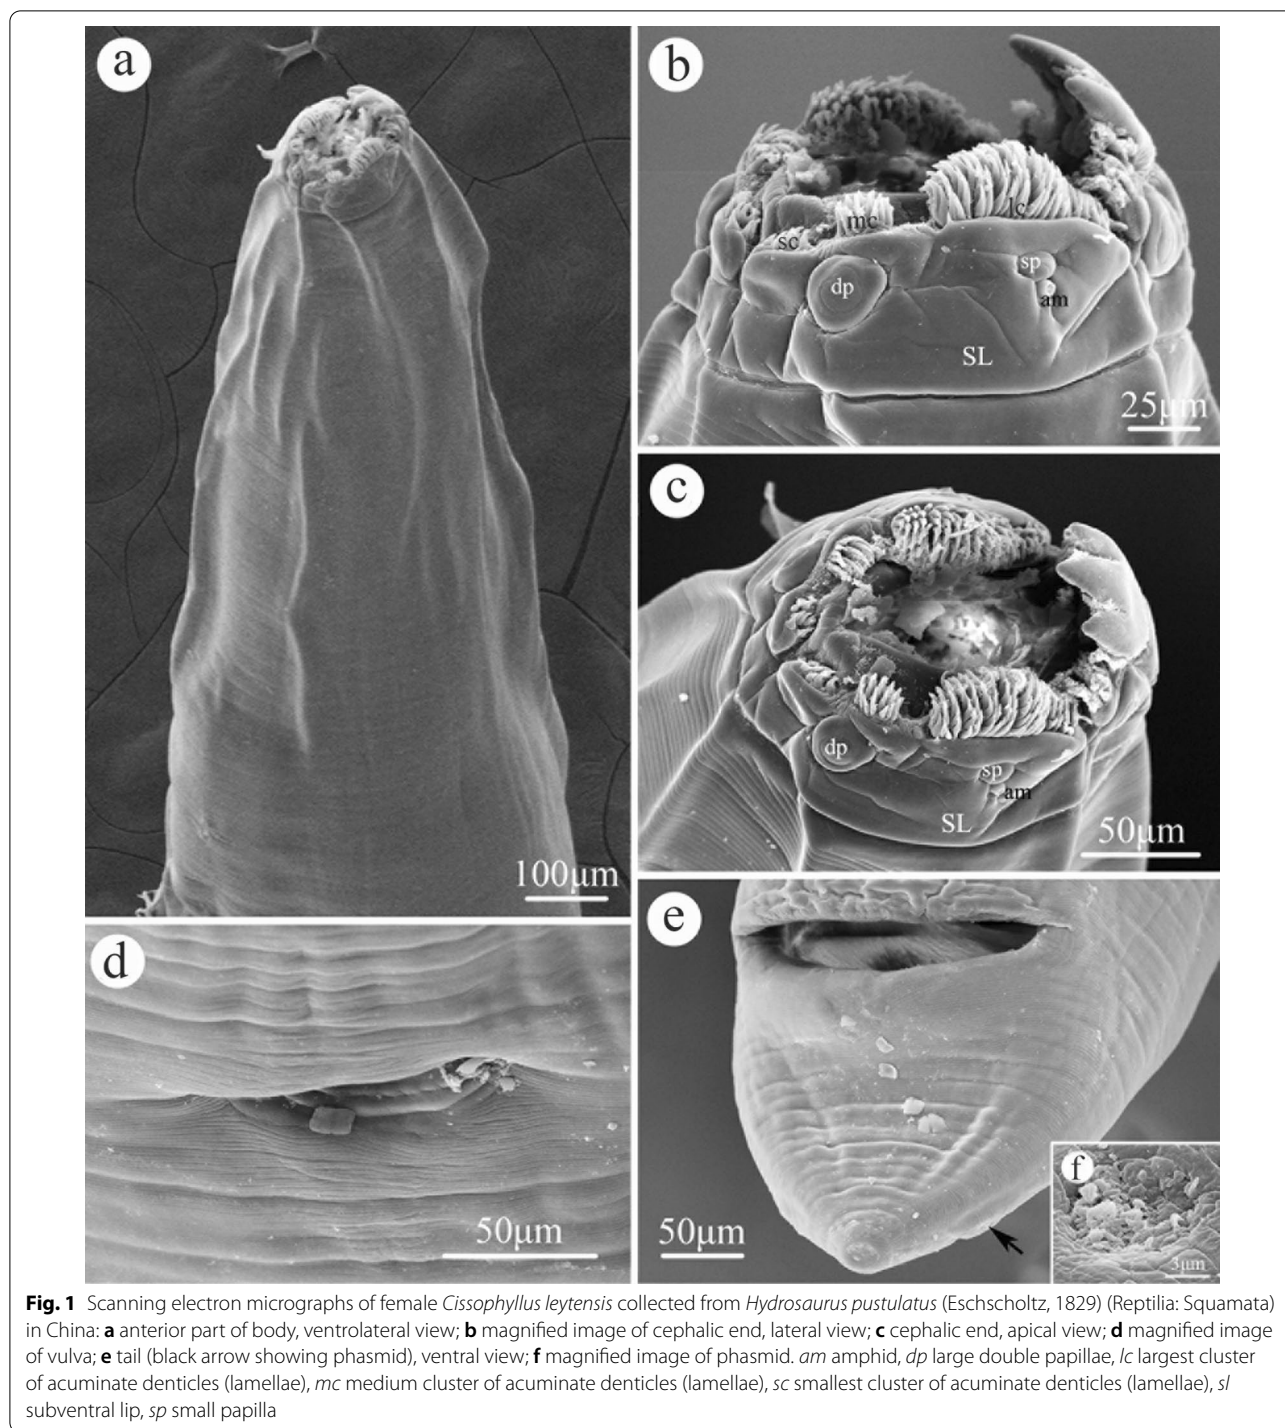 a
100μm
b
sc
mc
lc
dp
sp
am
SL
25μm
c
dp
sp
am
SL
50μm
d
50μm
e
50μm
f
3μm
Fig. 1 Scanning electron micrographs of female Cissophyllus leytensis collected from Hydrosaurus pustulatus (Eschscholtz, 1829) (Reptilia: Squamata)
in China: a anterior part of body, ventrolateral view; b magnified image of cephalic end, lateral view; c cephalic end, apical view; d magnified image
of vulva; e tail (black arrow showing phasmid), ventral view; f magnified image of phasmid. am amphid, dp large double papillae, lc largest cluster
of acuminate denticles (lamellae), mc medium cluster of acuminate denticles (lamellae), sc smallest cluster of acuminate denticles (lamellae), sl
subventral lip, sp small papilla